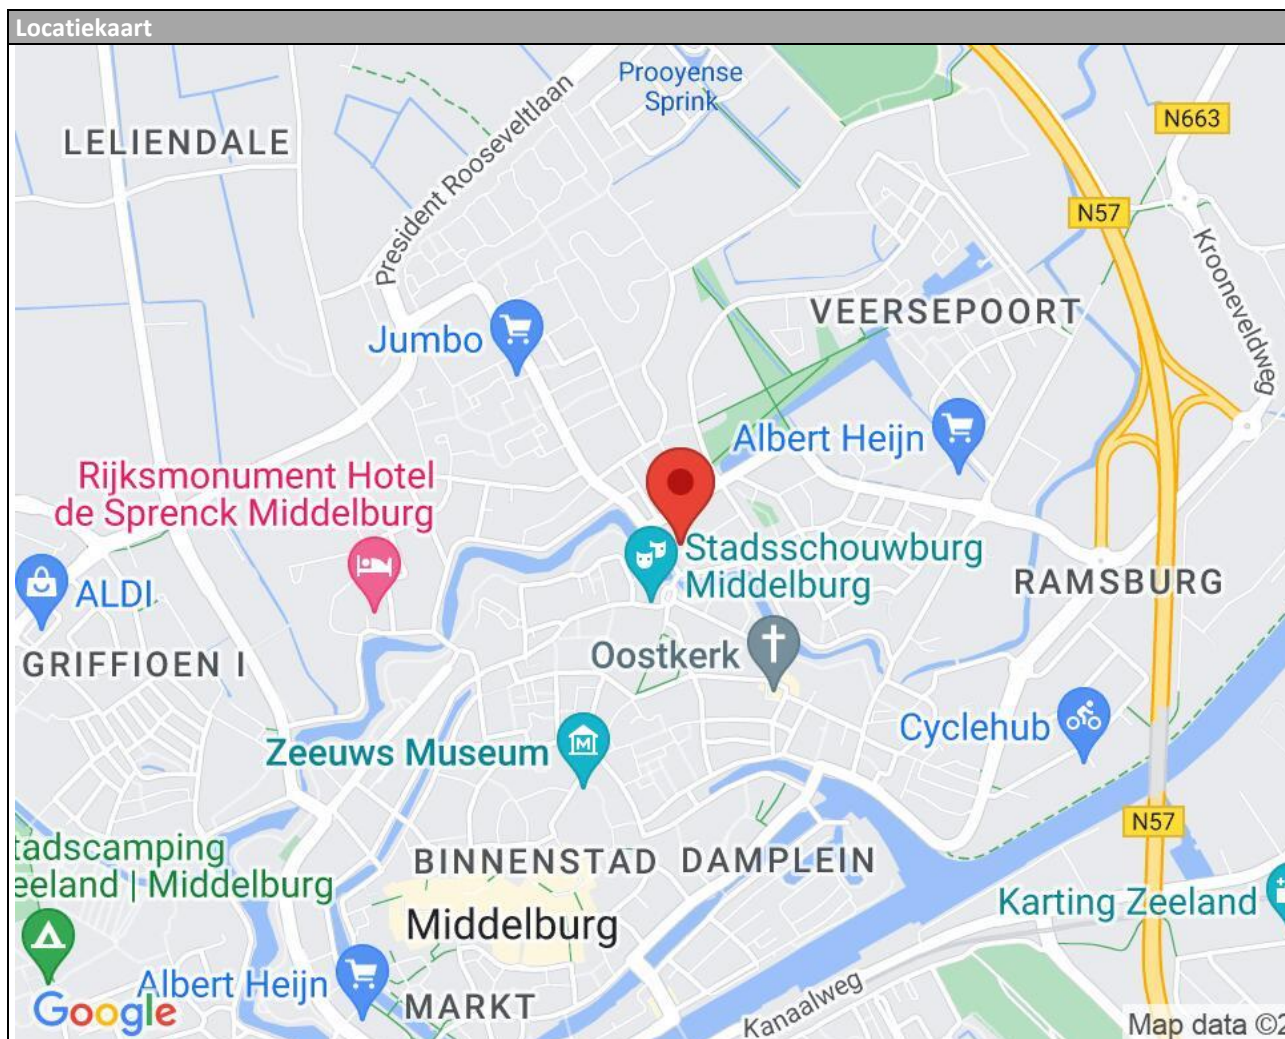 Locatiekaart
Prooyense
Sprink
N663
LELIENDALE
President Rooseveltlaan
N57
Krooneveldweg
VEERSEPOORT
Jumbo
Albert Heijn
Rijksmonument Hotel
de Sprenck Middelburg
Stadsschouwburg
Middelburg
ALDI
RAMSBURG
GRIFFIOEN I
Oostkerk
Cyclehub
Zeeuws Museum
N57
tadscamping
eeland | Middelburg
BINNENSTAD
DAMPLEIN
Karting Zeeland
Middelburg
Albert Heijn
MARKT
Kanaalweg
Google
Map data ©2